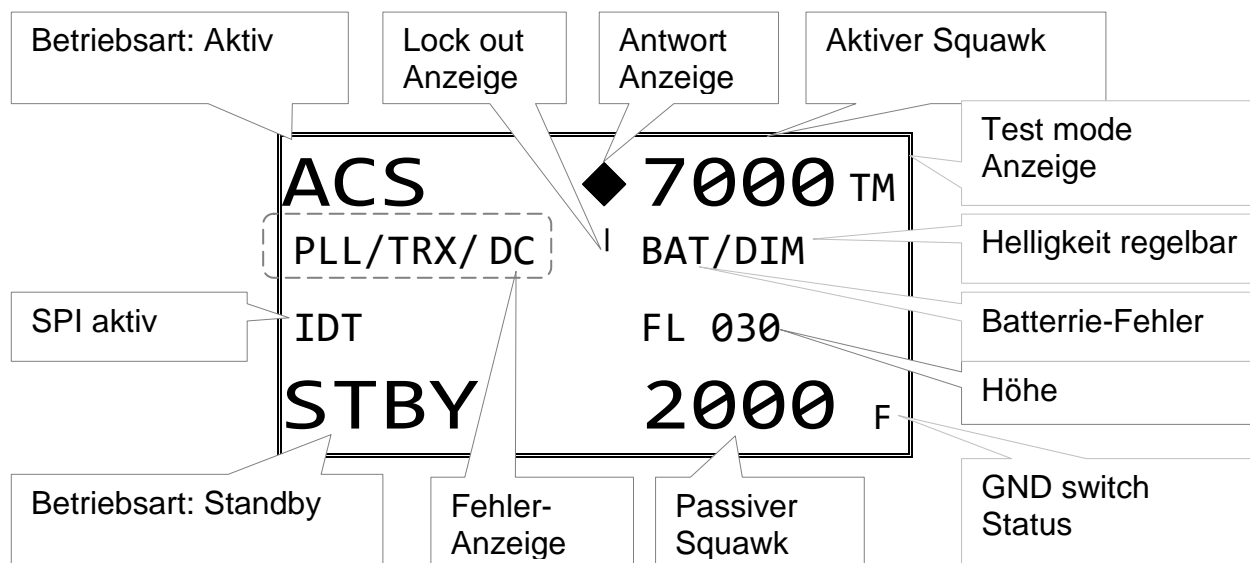 Betriebsart: Aktiv
Lock out
Anzeige
Antwort
Anzeige
Aktiver Squawk
Test mode
Anzeige
ACS ◆ 7000 TM
PLL/TRX/ DC | BAT/DIM
Helligkeit regelbar
SPI aktiv
IDT FL 030
Batterrie-Fehler
Höhe
STBY 2000 F
Betriebsart: Standby
Fehler-
Anzeige
Passiver
Squawk
GND switch
Status